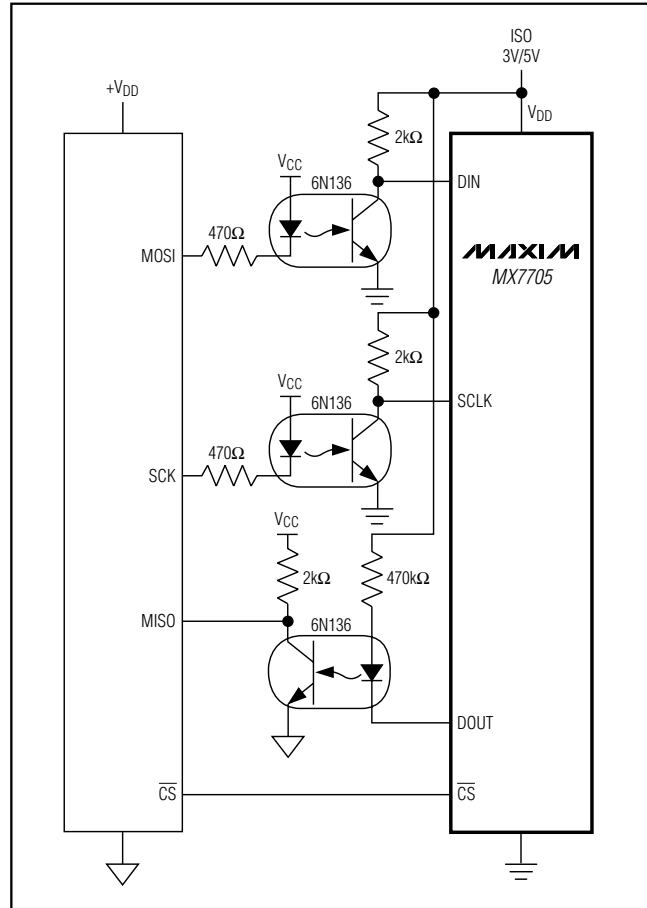 ISO
3V/5V
+VDD
VDD
2kΩ
VCC
6N136
DIN
470Ω
MOSI
MAXIM
MX7705
2kΩ
VCC
6N136
SCLK
470Ω
SCK
VCC
2kΩ
470kΩ
MISO
6N136
DOUT
CS
CS